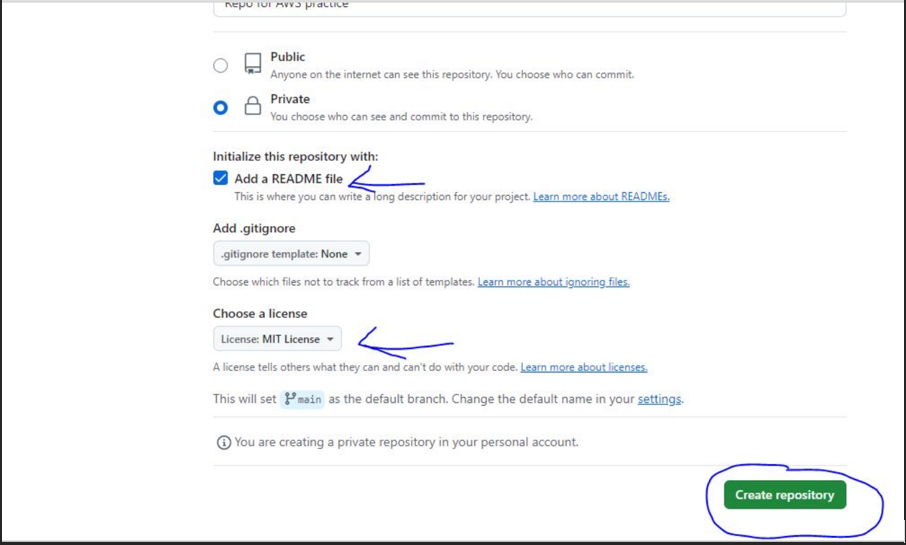 Repo for AWS practice
Public
Anyone on the internet can see this repository. You choose who can commit.
Private
You choose who can see and commit to this repository.
Initialize this repository with:
Add a README file
This is where you can write a long description for your project. Learn more about READMEs.
Add .gitignore
.gitignore template: None
Choose which files not to track from a list of templates. Learn more about ignoring files.
Choose a license
License: MIT License
A license tells others what they can and can't do with your code. Learn more about licenses.
This will set main as the default branch. Change the default name in your settings.
You are creating a private repository in your personal account.
Create repository